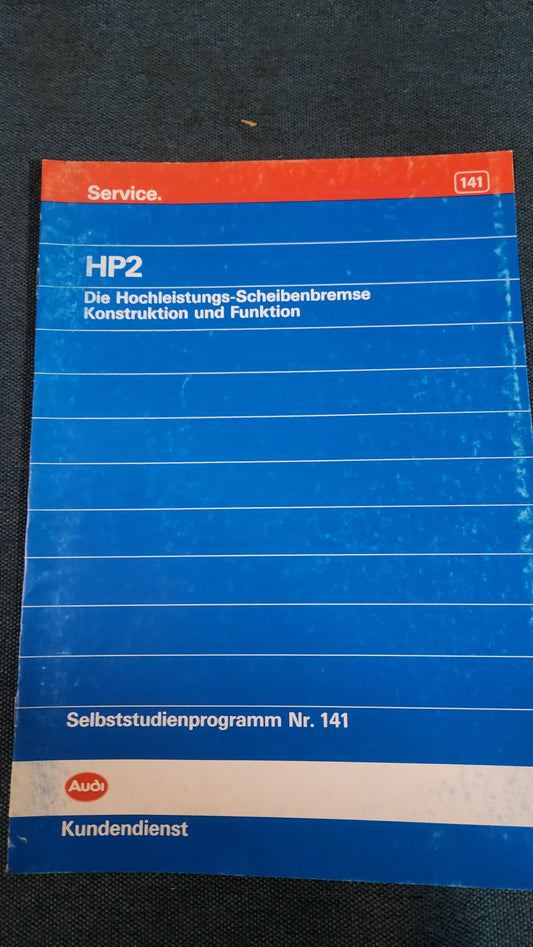 Service.
141
HP2
Die Hochleistungs-Scheibenbremse
Konstruktion und Funktion
Selbststudienprogramm Nr. 141
Audi
Kundendienst